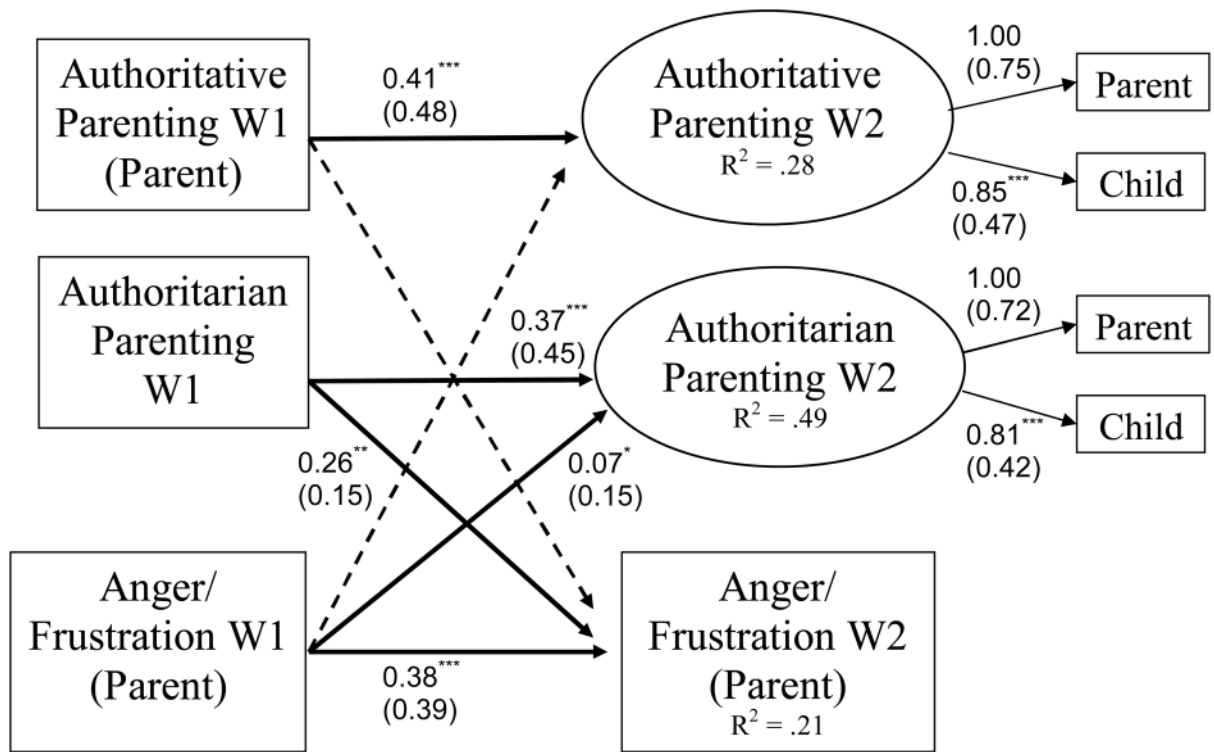 Authoritative
Parenting W1
(Parent)
0.41***
(0.48)
Authoritative
Parenting W2
R² = .28
1.00
(0.75)
Parent
0.85***
(0.47)
Child
Authoritarian
Parenting
W1
0.37***
(0.45)
Authoritarian
Parenting W2
R² = .49
1.00
(0.72)
Parent
0.81***
(0.42)
Child
0.26**
(0.15)
0.07*
(0.15)
Anger/
Frustration W1
(Parent)
0.38***
(0.39)
Anger/
Frustration W2
(Parent)
R² = .21